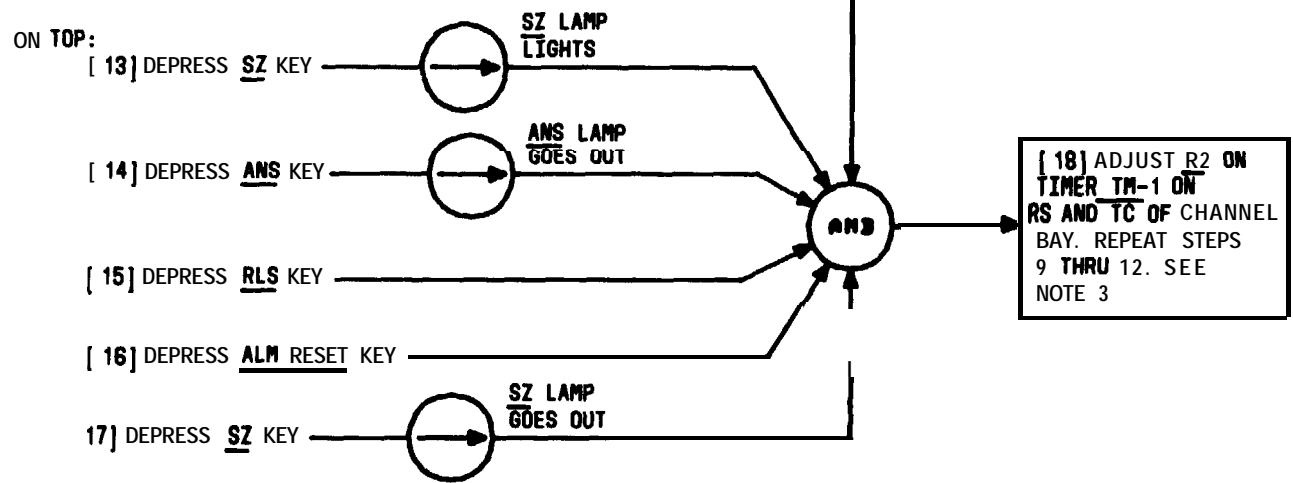 ON TOP:
[ 13] DEPRESS SZ KEY
SZ LAMP
LIGHTS
[ 14] DEPRESS ANS KEY
ANS LAMP
GOES OUT
[ 15] DEPRESS RLS KEY
[ 16] DEPRESS ALM RESET KEY
17] DEPRESS SZ KEY
SZ LAMP
GOES OUT
AND
[ 18] ADJUST R2 ON
TIMER TM-1 ON
RS AND TC OF CHANNEL
BAY. REPEAT STEPS
9 THRU 12. SEE
NOTE 3